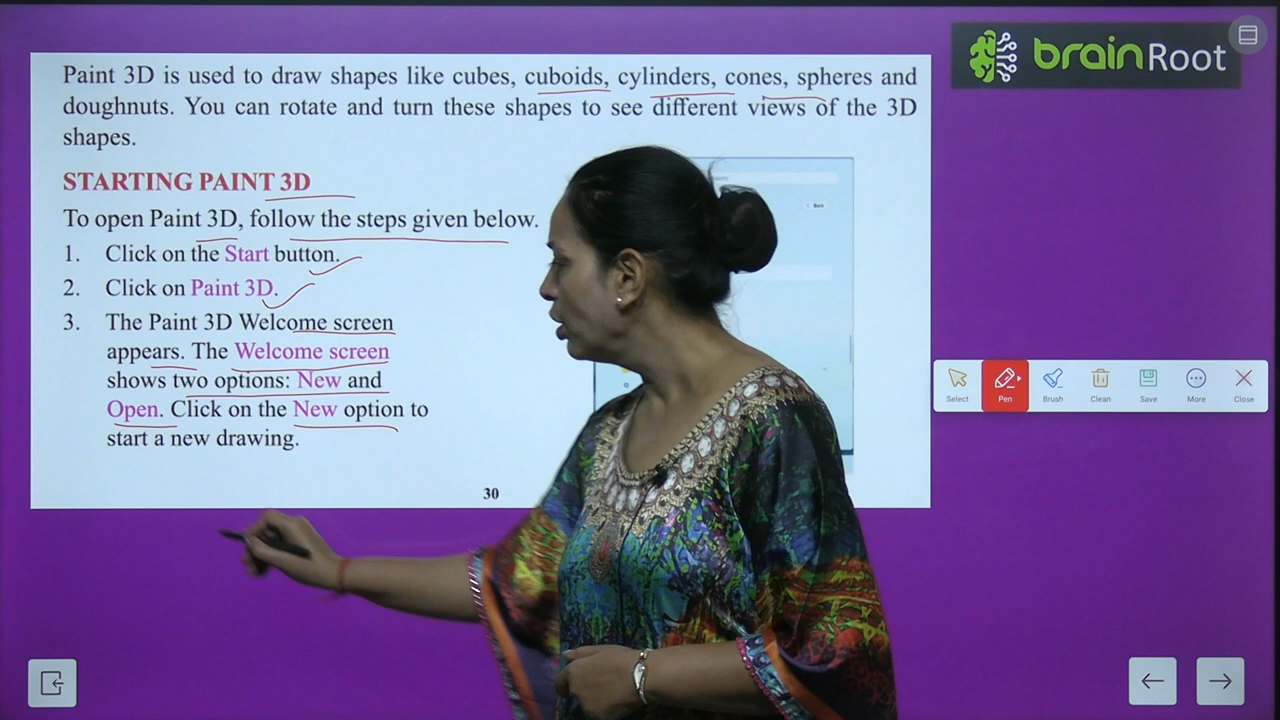 brainRoot
Paint 3D is used to draw shapes like cubes, cuboids, cylinders, cones, spheres and
doughnuts. You can rotate and turn these shapes to see different views of the 3D
shapes.
STARTING PAINT 3D
To open Paint 3D, follow the steps given below.
1. Click on the Start button.
2. Click on Paint 3D.
3. The Paint 3D Welcome screen
appears. The Welcome screen
shows two options: New and
Open. Click on the New option to
start a new drawing.
30
Back
Select Pen Brush Clean Save More Close